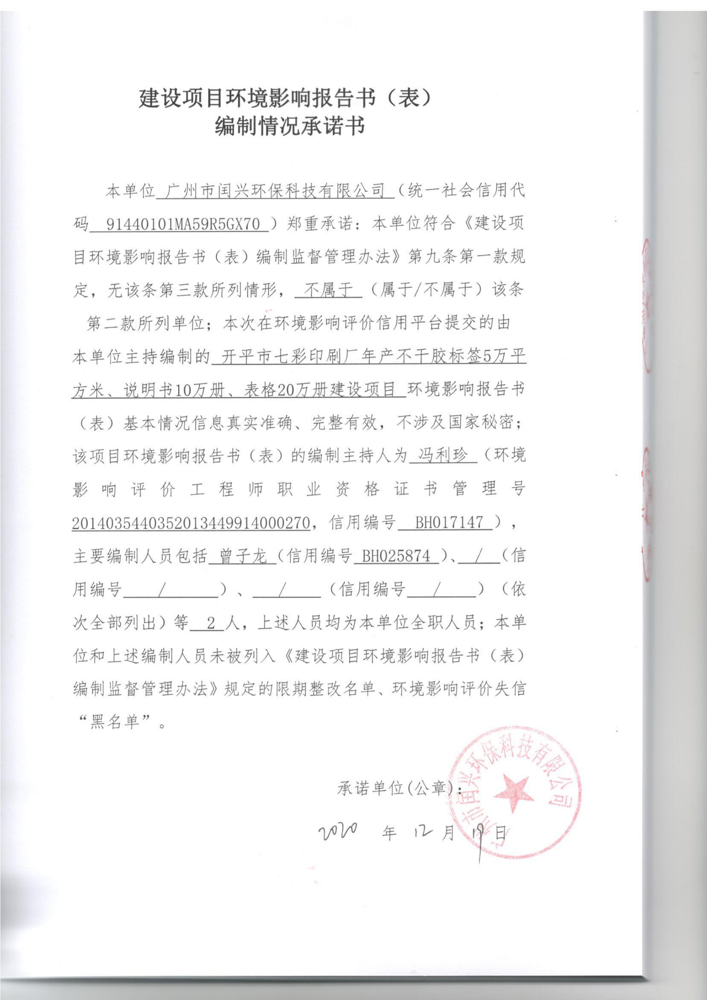 建设项目环境影响报告书（表）
编制情况承诺书
本单位 广州市闰兴环保科技有限公司 （统一社会信用代
码 91440101MA59R5GX70 ）郑重承诺：本单位符合《建设项
目环境影响报告书（表）编制监督管理办法》第九条第一款规
定，无该条第三款所列情形， 不属于 （属于/不属于）该条
第二款所列单位；本次在环境影响评价信用平台提交的由
本单位主持编制的 开平市七彩印刷厂年产不干胶标签5万平
方米、说明书10万册、表格20万册建设项目 环境影响报告书
（表）基本情况信息真实准确、完整有效，不涉及国家秘密；
该项目环境影响报告书（表）的编制主持人为 冯利珍 （环境
影响评价工程师职业资格证书管理号
2014035440352013449914000270，信用编号 BH017147 ），
主要编制人员包括 曾子龙（信用编号 BH025874 ）、 / （信
用编号 / ）、 / （信用编号 / ）（依
次全部列出）等 2 人，上述人员均为本单位全职人员；本单
位和上述编制人员未被列入《建设项目环境影响报告书（表）
编制监督管理办法》规定的限期整改名单、环境影响评价失信
“黑名单”。
承诺单位(公章)：
广州市闰兴环保科技有限公司
2020 年 12 月 19 日